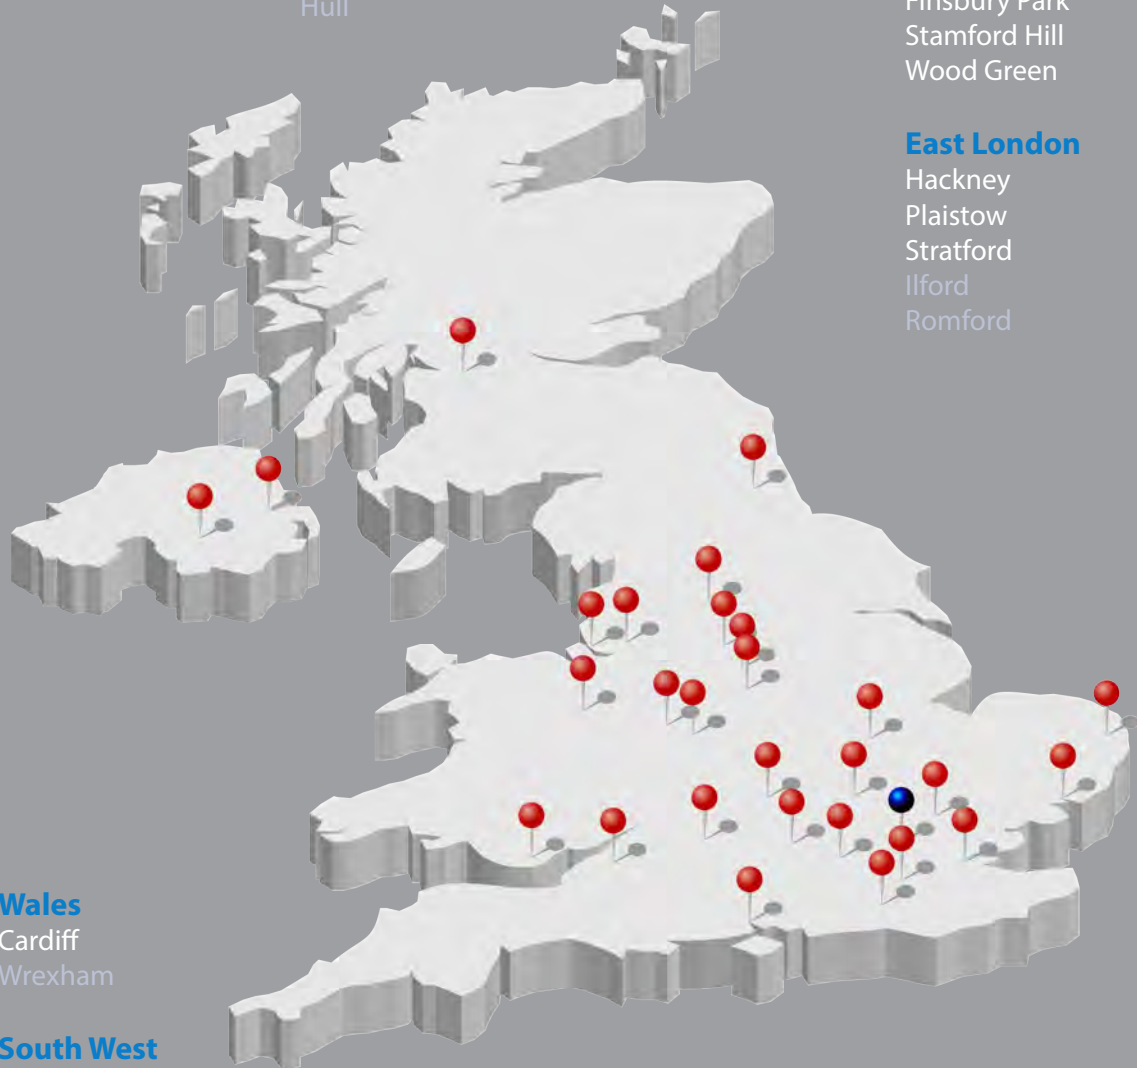 Hull
Finsbury Park
Stamford Hill
Wood Green
East London
Hackney
Plaistow
Stratford
Ilford
Romford
Wales
Cardiff
Wrexham
South West